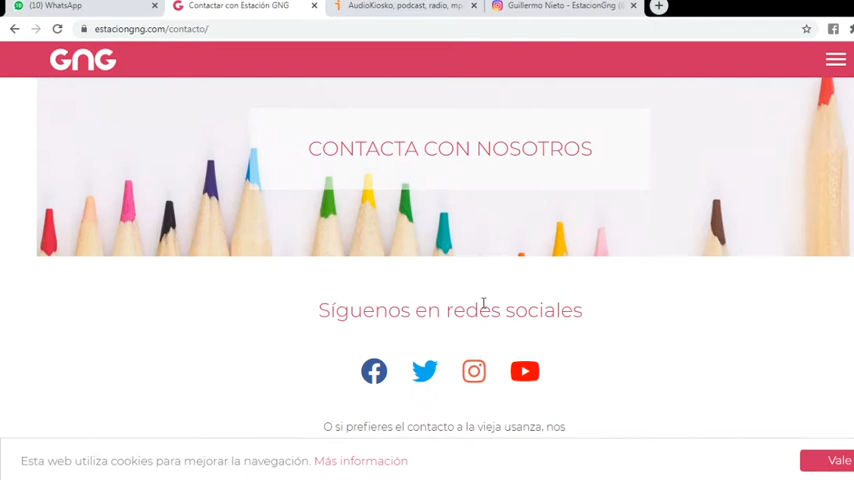 (10) WhatsApp
Contactar con Estación GNG
AudioKiosko, podcast, radio, mp
Guillermo Nieto - EstacionGng (
estaciongng.com/contacto/
GNG
CONTACTA CON NOSOTROS
Síguenos en redes sociales
O si prefieres el contacto a la vieja usanza, nos
Esta web utiliza cookies para mejorar la navegación. Más información
Vale